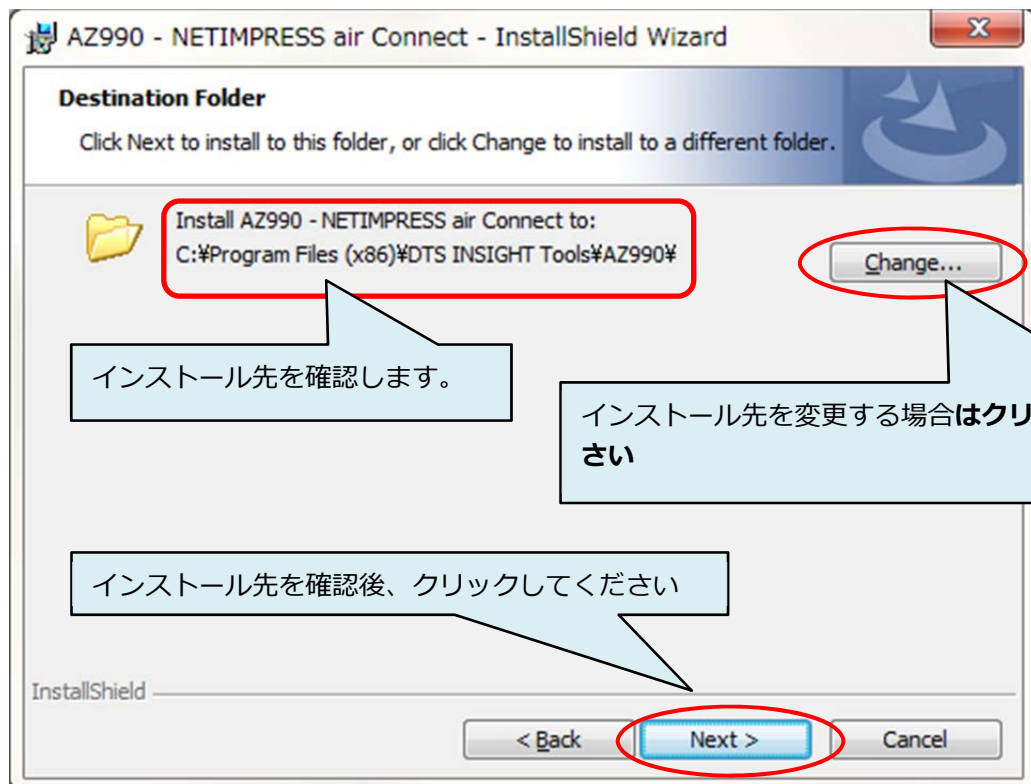 AZ990 - NETIMPRESS air Connect - InstallShield Wizard
Destination Folder
Click Next to install to this folder, or click Change to install to a different folder.
Install AZ990 - NETIMPRESS air Connect to:
C:¥Program Files (x86)¥DTS INSIGHT Tools¥AZ990¥
Change...
インストール先を確認します。
インストール先を変更する場合はクリ
さい
インストール先を確認後、クリックしてください
InstallShield
< Back
Next >
Cancel